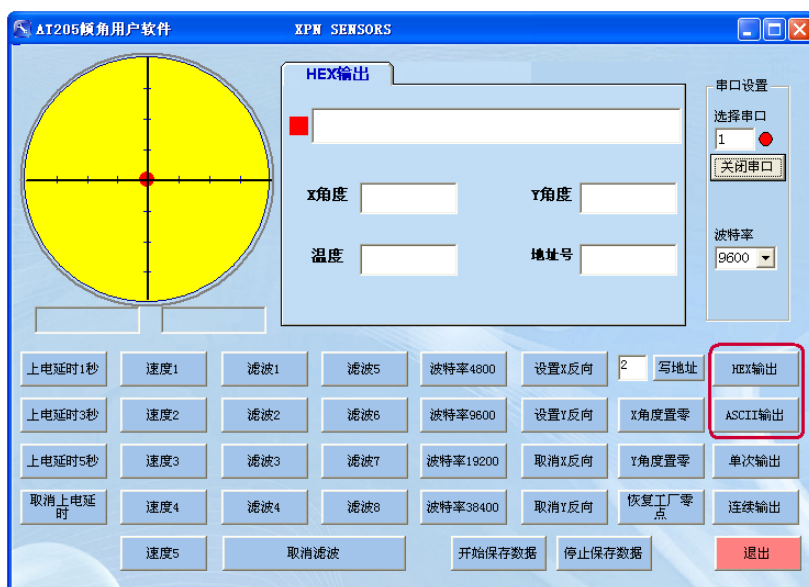 AT205倾角用户软件 XPN SENSORS
HEX输出
串口设置
选择串口
1
关闭串口
X角度 Y角度
波特率
温度 地址号
9600
上电延时1秒 速度1 滤波1 滤波5 波特率4800 设置X反向 2 写地址 HEX输出
上电延时3秒 速度2 滤波2 滤波6 波特率9600 设置Y反向 X角度置零 ASCII输出
上电延时5秒 速度3 滤波3 滤波7 波特率19200 取消X反向 Y角度置零 单次输出
取消上电延时 速度4 滤波4 滤波8 波特率38400 取消Y反向 恢复工厂零点 连续输出
速度5 取消滤波 开始保存数据 停止保存数据 退出